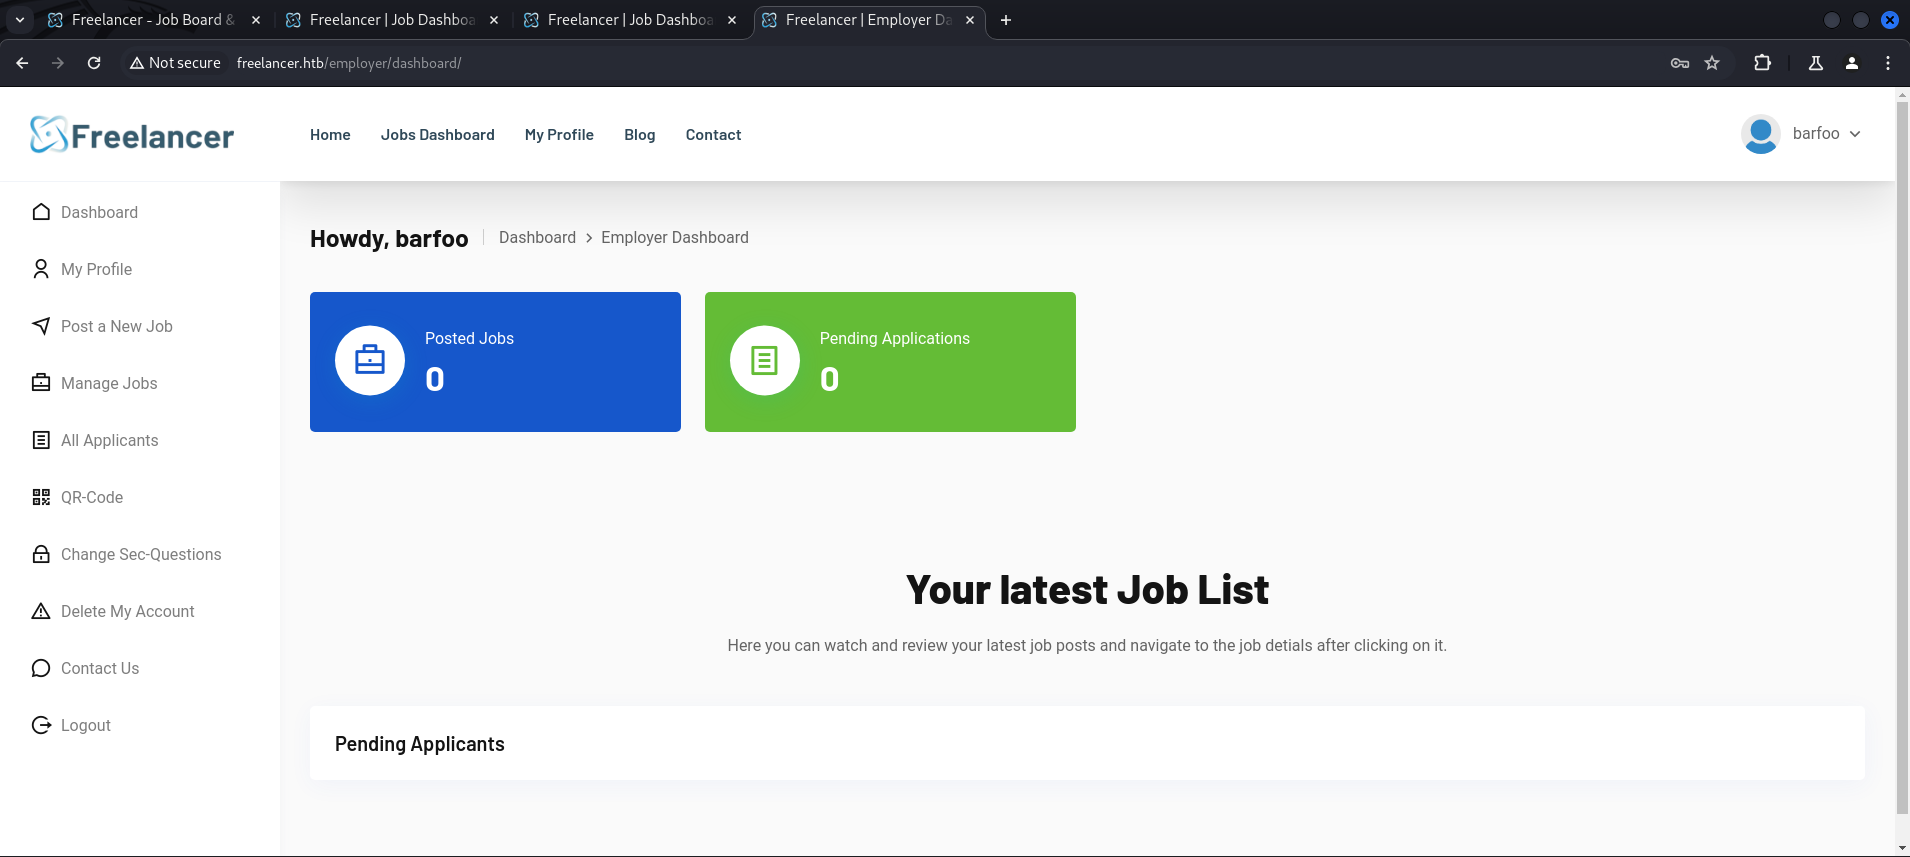 Freelancer - Job Board &
Freelancer | Job Dashboa
Freelancer | Job Dashboa
Freelancer | Employer Da
Not secure
freelancer.htb/employer/dashboard/
Freelancer
Home
Jobs Dashboard
My Profile
Blog
Contact
barfoo
Dashboard
My Profile
Post a New Job
Manage Jobs
All Applicants
QR-Code
Change Sec-Questions
Delete My Account
Contact Us
Logout
Howdy, barfoo
Dashboard > Employer Dashboard
Posted Jobs
0
Pending Applications
0
Your latest Job List
Here you can watch and review your latest job posts and navigate to the job detials after clicking on it.
Pending Applicants